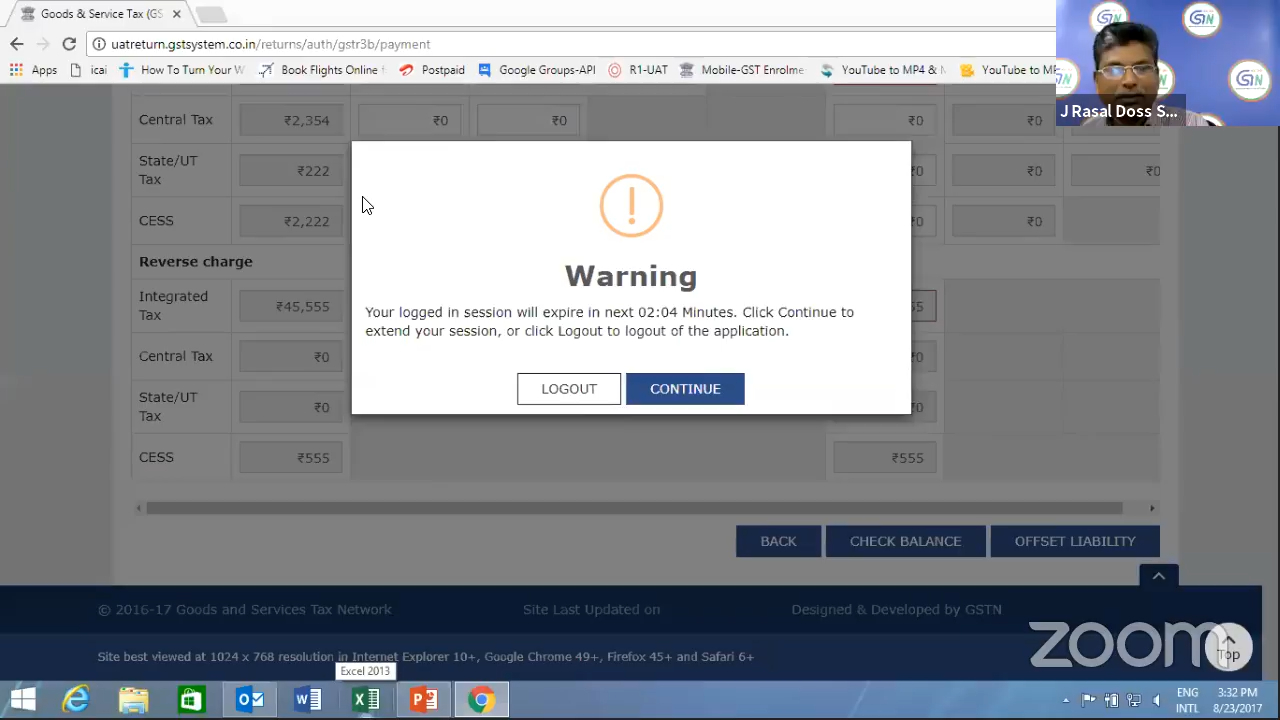 Goods & Service Tax (GS
uatreturn.gstsystem.co.in/returns/auth/gstr3b/payment
Apps
icai
How To Turn Your W
Book Flights Online f
Postpaid
Google Groups-API
R1-UAT
Mobile-GST Enrolme
YouTube to MP4 & M
YouTube to MP
J Rasal Doss S...
Central Tax ₹2,354 ₹0 ₹0 ₹0
State/UT Tax ₹222 ₹0 ₹0
CESS ₹2,222 ₹0
Reverse charge
Integrated Tax ₹45,555
Central Tax ₹0
State/UT Tax ₹0
CESS ₹555 ₹555
Warning
Your logged in session will expire in next 02:04 Minutes. Click Continue to
extend your session, or click Logout to logout of the application.
LOGOUT CONTINUE
BACK CHECK BALANCE OFFSET LIABILITY
© 2016-17 Goods and Services Tax Network Site Last Updated on Designed & Developed by GSTN
Site best viewed at 1024 x 768 resolution in Internet Explorer 10+, Google Chrome 49+, Firefox 45+ and Safari 6+
zoom
Top
Excel 2013
ENG 3:32 PM
INTL 8/23/2017